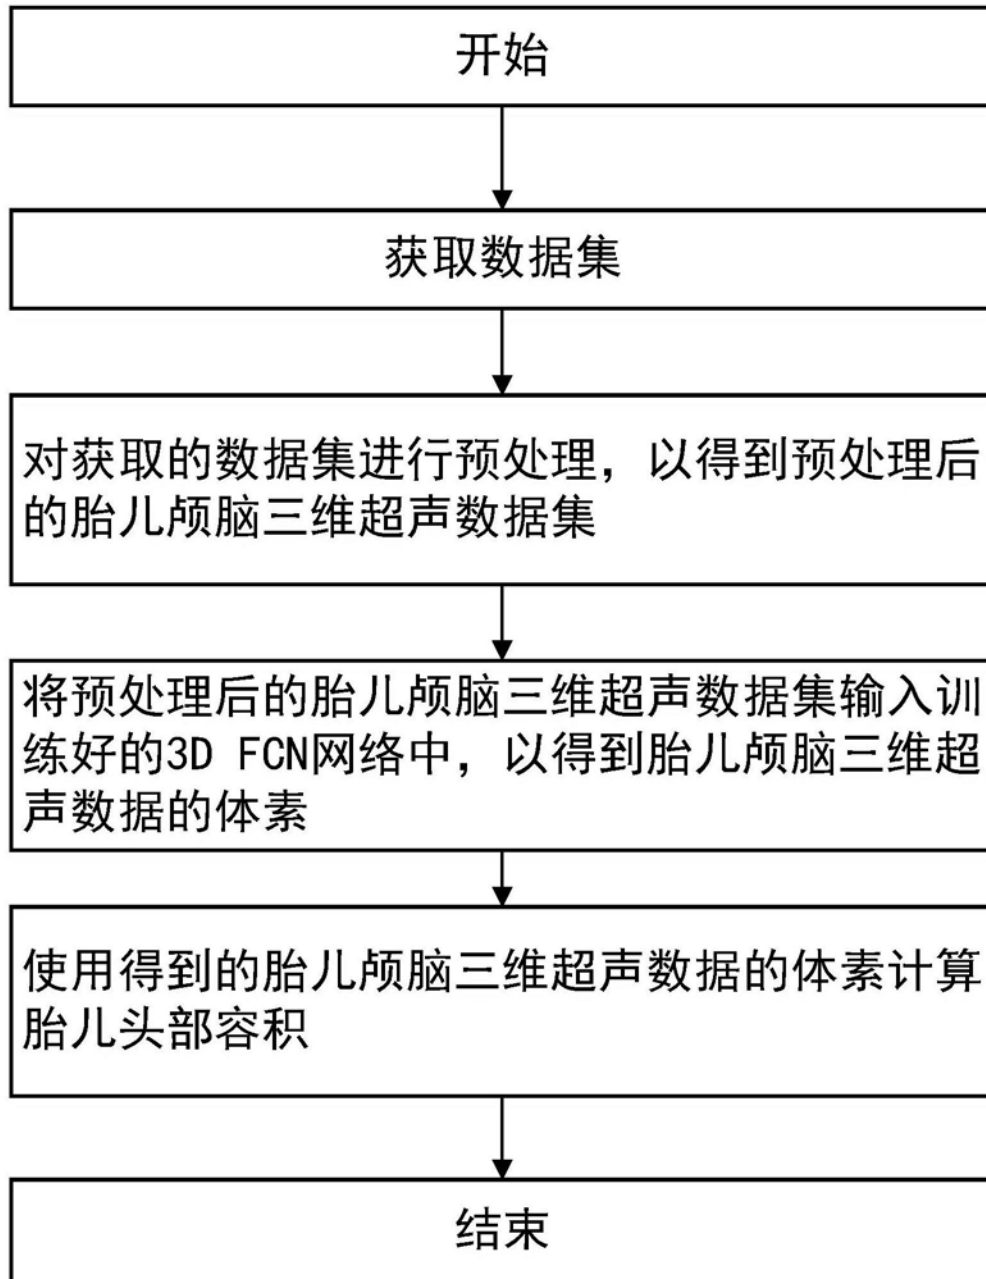 开始
获取数据集
对获取的数据集进行预处理，以得到预处理后
的胎儿颅脑三维超声数据集
将预处理后的胎儿颅脑三维超声数据集输入训
练好的3D FCN网络中，以得到胎儿颅脑三维超
声数据的体素
使用得到的胎儿颅脑三维超声数据的体素计算
胎儿头部容积
结束